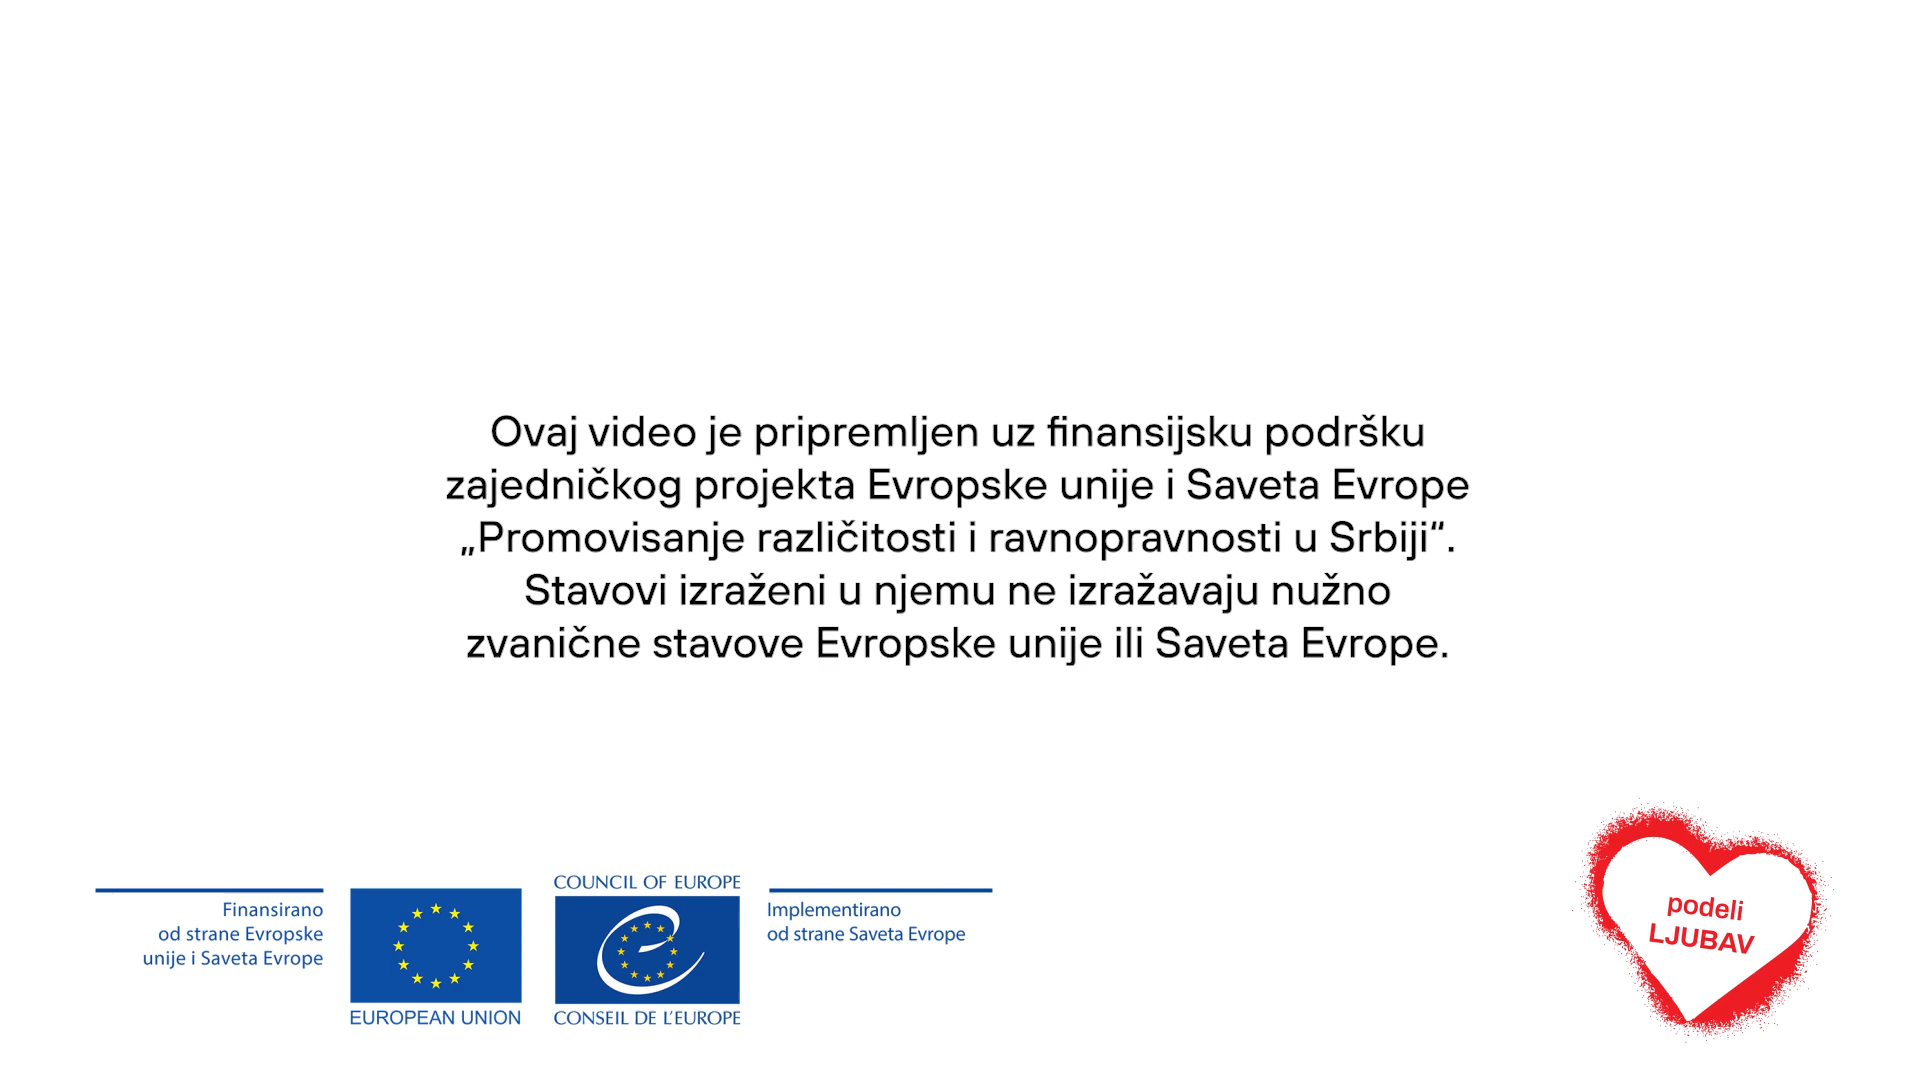 Ovaj video je pripremljen uz finansijsku podršku
zajedničkog projekta Evropske unije i Saveta Evrope
„Promovisanje različitosti i ravnopravnosti u Srbiji“.
Stavovi izraženi u njemu ne izražavaju nužno
zvanične stavove Evropske unije ili Saveta Evrope.
Finansirano
od strane Evropske
unije i Saveta Evrope
EUROPEAN UNION
COUNCIL OF EUROPE
CONSEIL DE L'EUROPE
Implementirano
od strane Saveta Evrope
podeli
LJUBAV